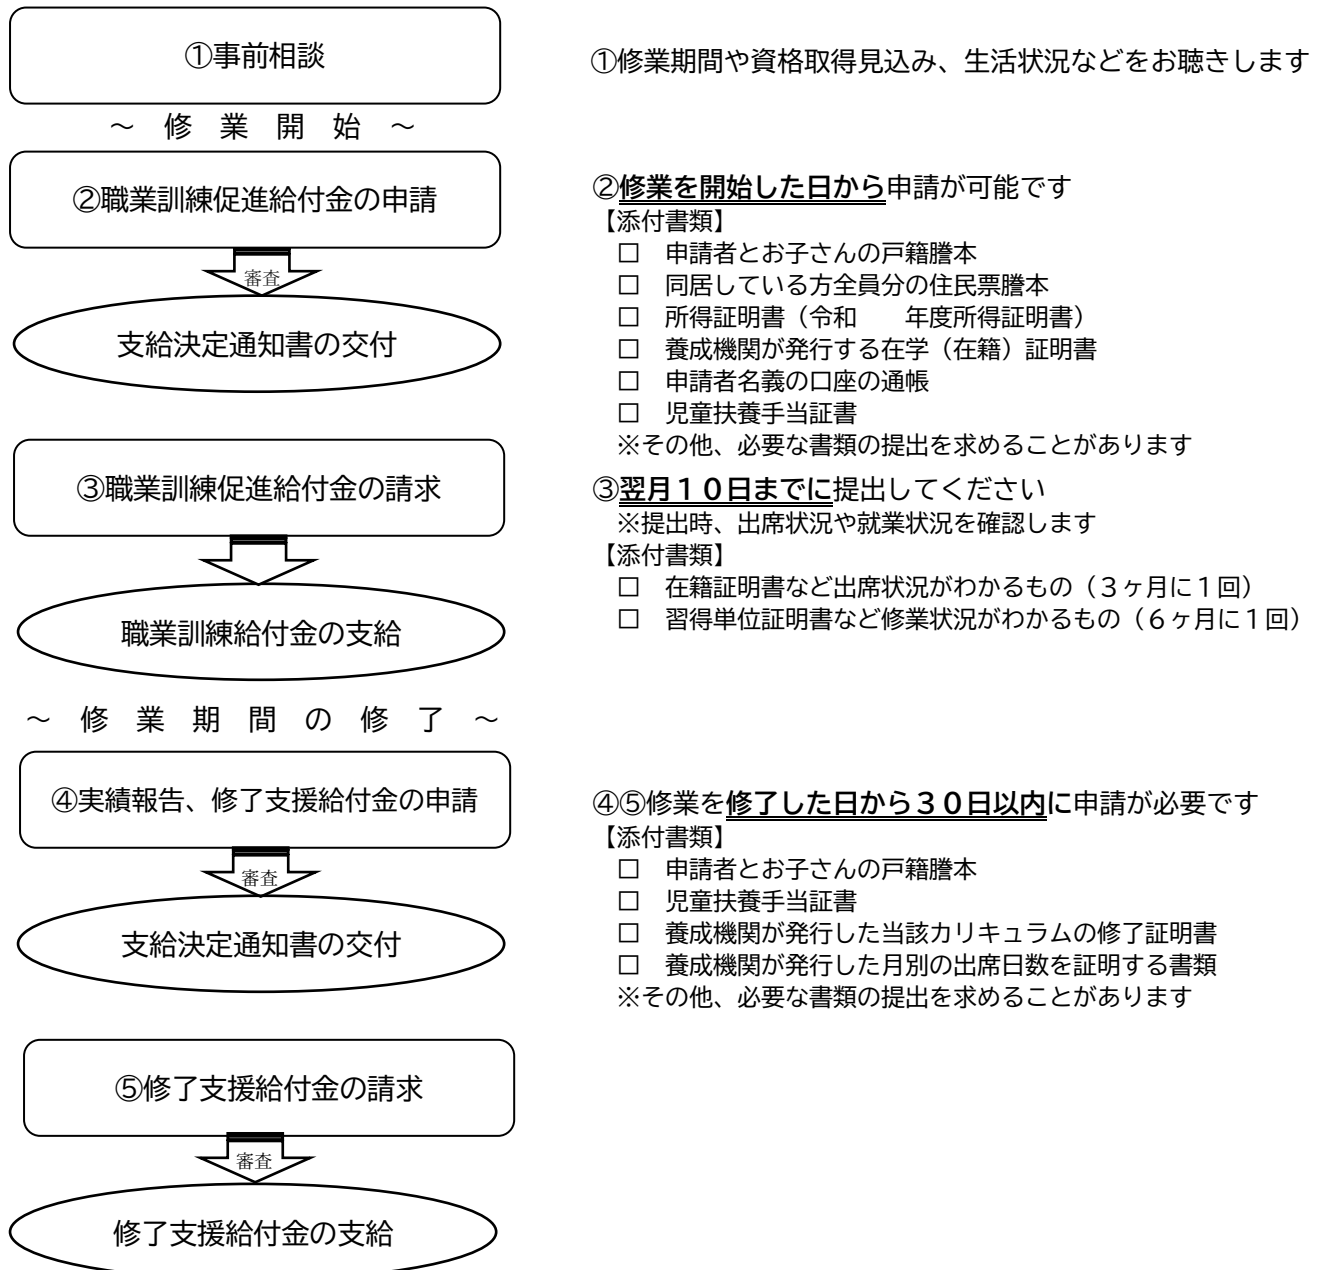 ①事前相談
①修業期間や資格取得見込み、生活状況などをお聴きします
～　修　業　開　始　～
②職業訓練促進給付金の申請
審査
支給決定通知書の交付
②修業を開始した日から申請が可能です
【添付書類】
□　申請者とお子さんの戸籍謄本
□　同居している方全員分の住民票謄本
□　所得証明書（令和　　年度所得証明書）
□　養成機関が発行する在学（在籍）証明書
□　申請者名義の口座の通帳
□　児童扶養手当証書
※その他、必要な書類の提出を求めることがあります
③職業訓練促進給付金の請求
職業訓練給付金の支給
③翌月１０日までに提出してください
※提出時、出席状況や就業状況を確認します
【添付書類】
□　在籍証明書など出席状況がわかるもの（３ヶ月に１回）
□　習得単位証明書など修業状況がわかるもの（６ヶ月に１回）
～　修　業　期　間　の　修　了　～
④実績報告、修了支援給付金の申請
審査
支給決定通知書の交付
④⑤修業を修了した日から３０日以内に申請が必要です
【添付書類】
□　申請者とお子さんの戸籍謄本
□　児童扶養手当証書
□　養成機関が発行した当該カリキュラムの修了証明書
□　養成機関が発行した月別の出席日数を証明する書類
※その他、必要な書類の提出を求めることがあります
⑤修了支援給付金の請求
審査
修了支援給付金の支給